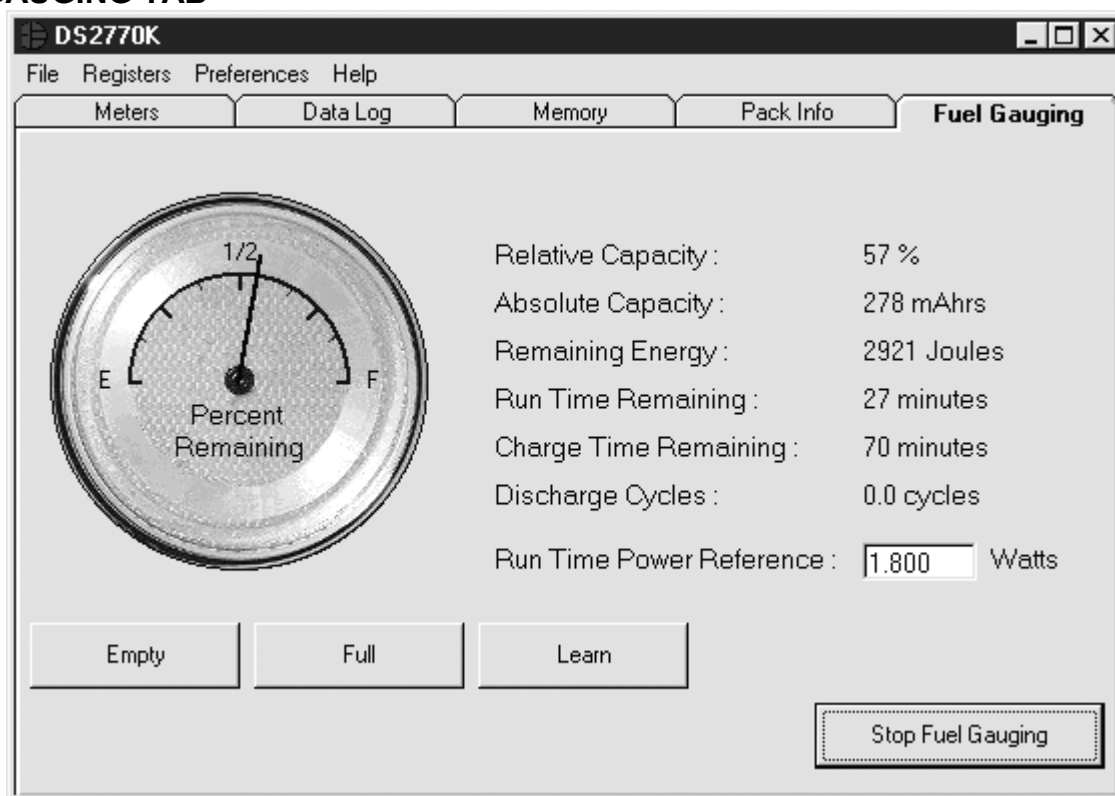 DS2770K
File Registers Preferences Help
Meters Data Log Memory Pack Info Fuel Gauging
1/2
E F
Percent
Remaining
Relative Capacity : 57 %
Absolute Capacity : 278 mAhrs
Remaining Energy : 2921 Joules
Run Time Remaining : 27 minutes
Charge Time Remaining : 70 minutes
Discharge Cycles : 0.0 cycles
Run Time Power Reference : 1.800 Watts
Empty Full Learn
Stop Fuel Gauging